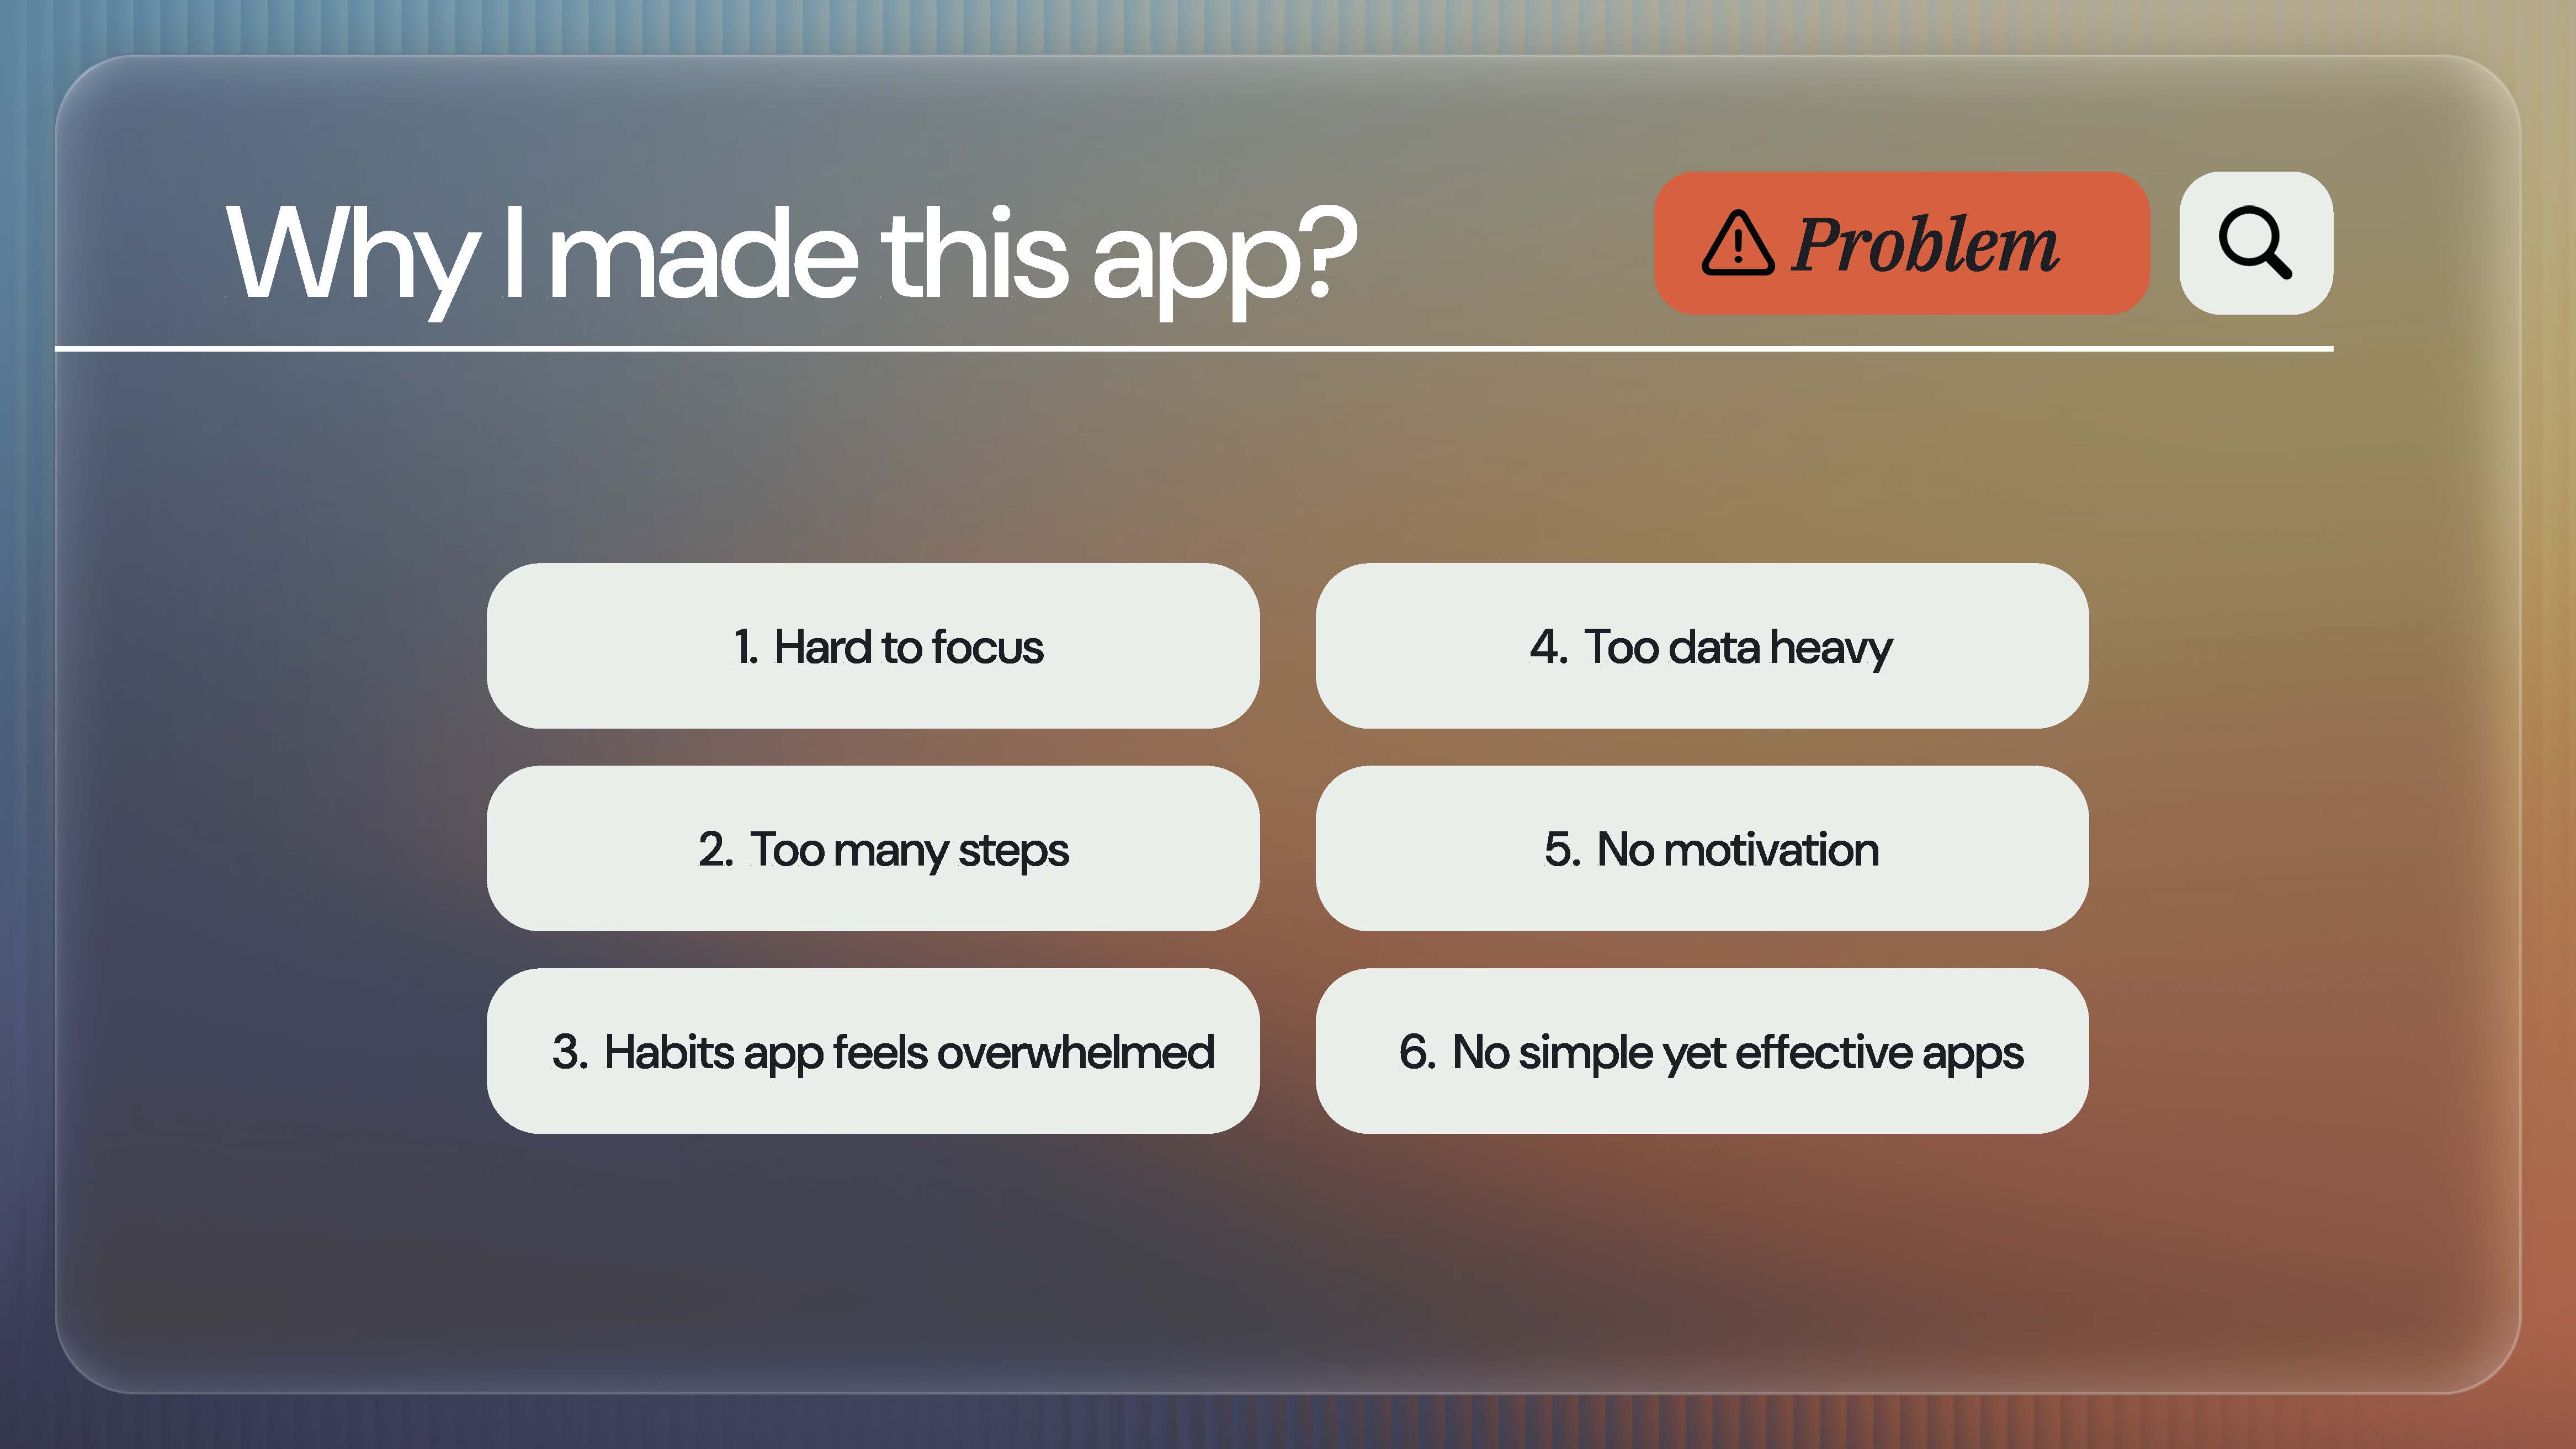 Why I made this app?
Problem
1. Hard to focus
2. Too many steps
3. Habits app feels overwhelmed
4. Too data heavy
5. No motivation
6. No simple yet effective apps